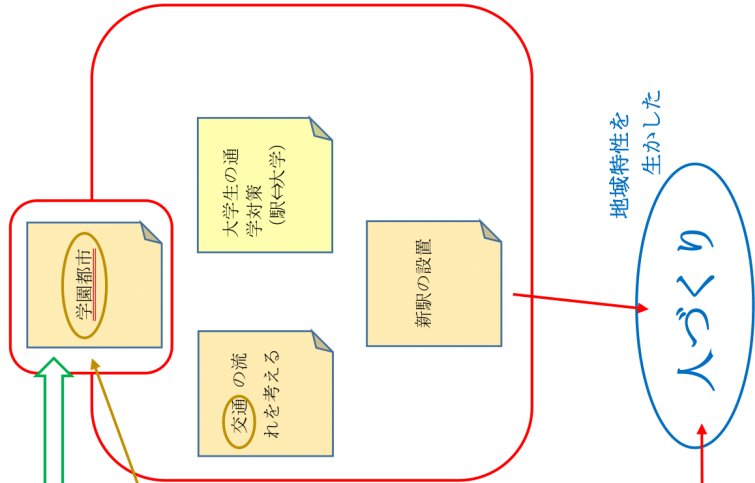 学園都市
交通の流
れを考える
大学生の通
学対策
(駅⇔大学)
新駅の設置
地域特性を
生かした
人づくり